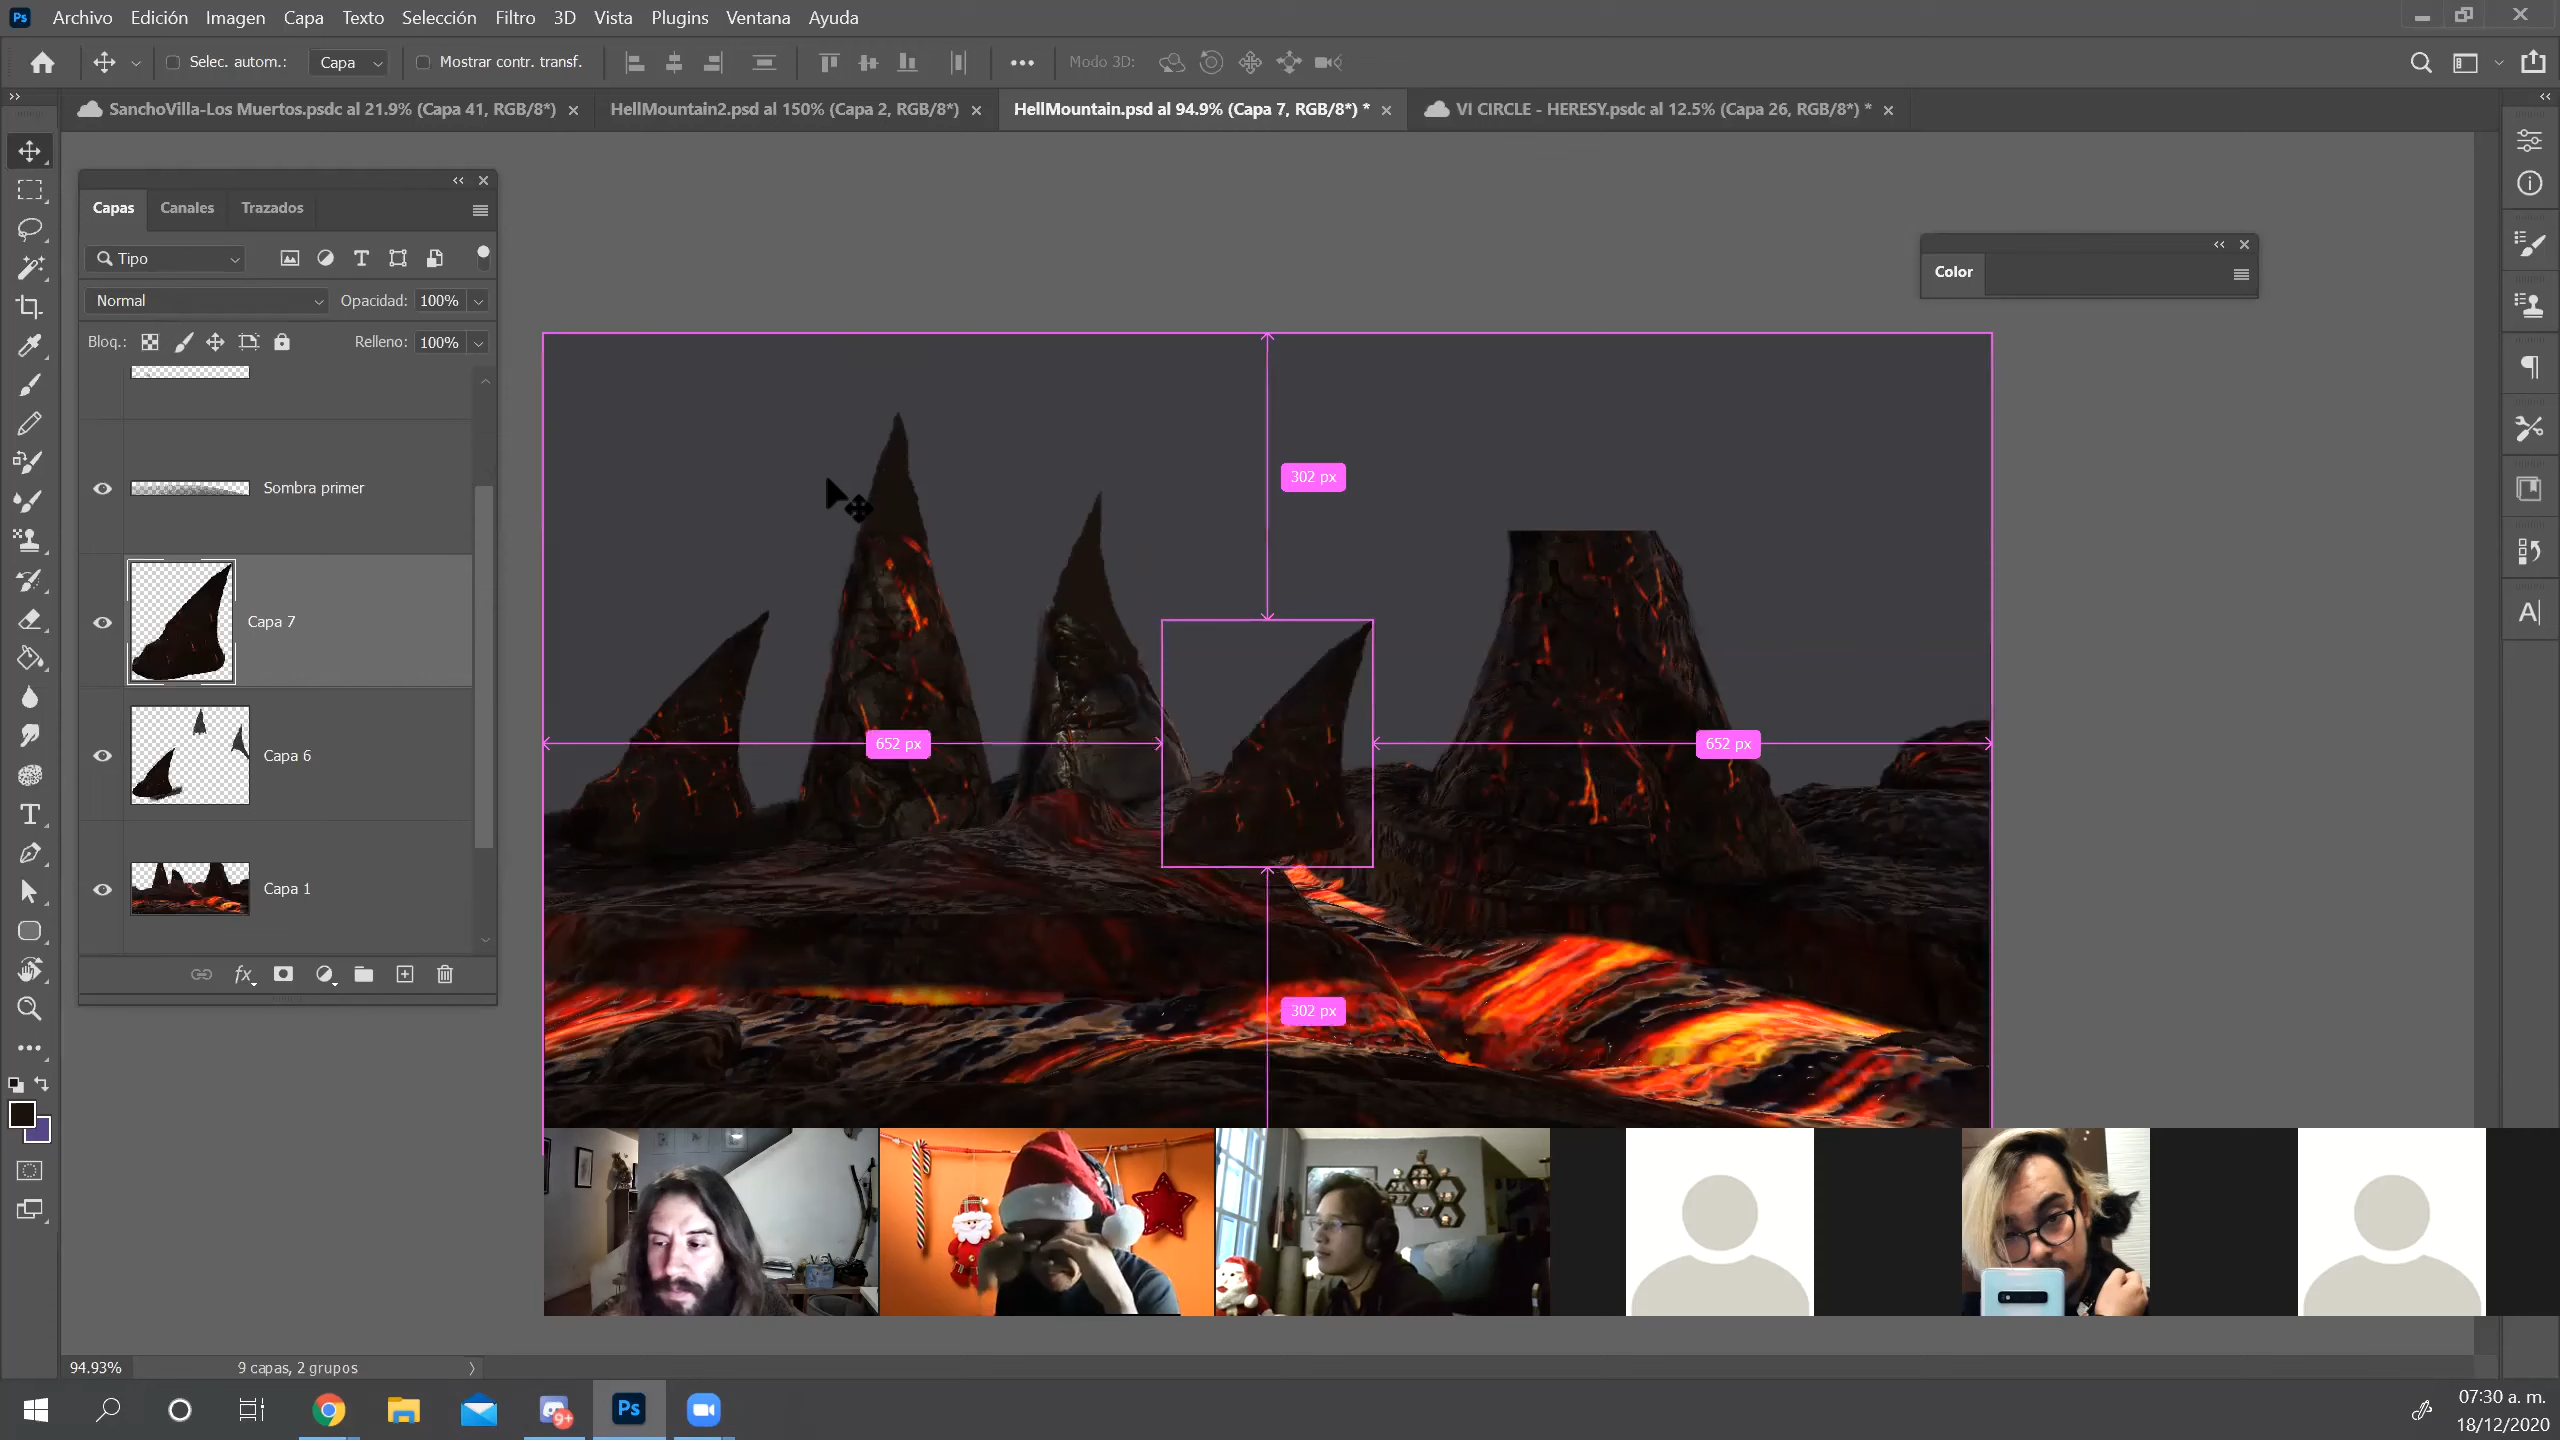 Ps Archivo Edición Imagen Capa Texto Filtro Selección 3D Vista Plugins Ventana Ayuda
Selec. autom.: Capa Mostrar contr. transf. Modo 3D:
SanchoVilla-Los Muertos.psdc al 21.9% (Capa 41, RGB/8*) HellMountain2.psd al 150% (Capa 2, RGB/8*) HellMountain.psd al 94.9% (Capa 7, RGB/8*) * VI CIRCLE - HERESY.psdc al 12.5% (Capa 26, RGB/8*) *
Capas Canales Trazados
Tipo
Color
Normal Opacidad: 100%
Bloq.: Relleno: 100%
302 px
Sombra primer
Capa 7
652 px 652 px
Capa 6
Capa 1
fx
302 px
94.93% 9 capas, 2 grupos
9+ Ps
07:30 a. m.
18/12/2020